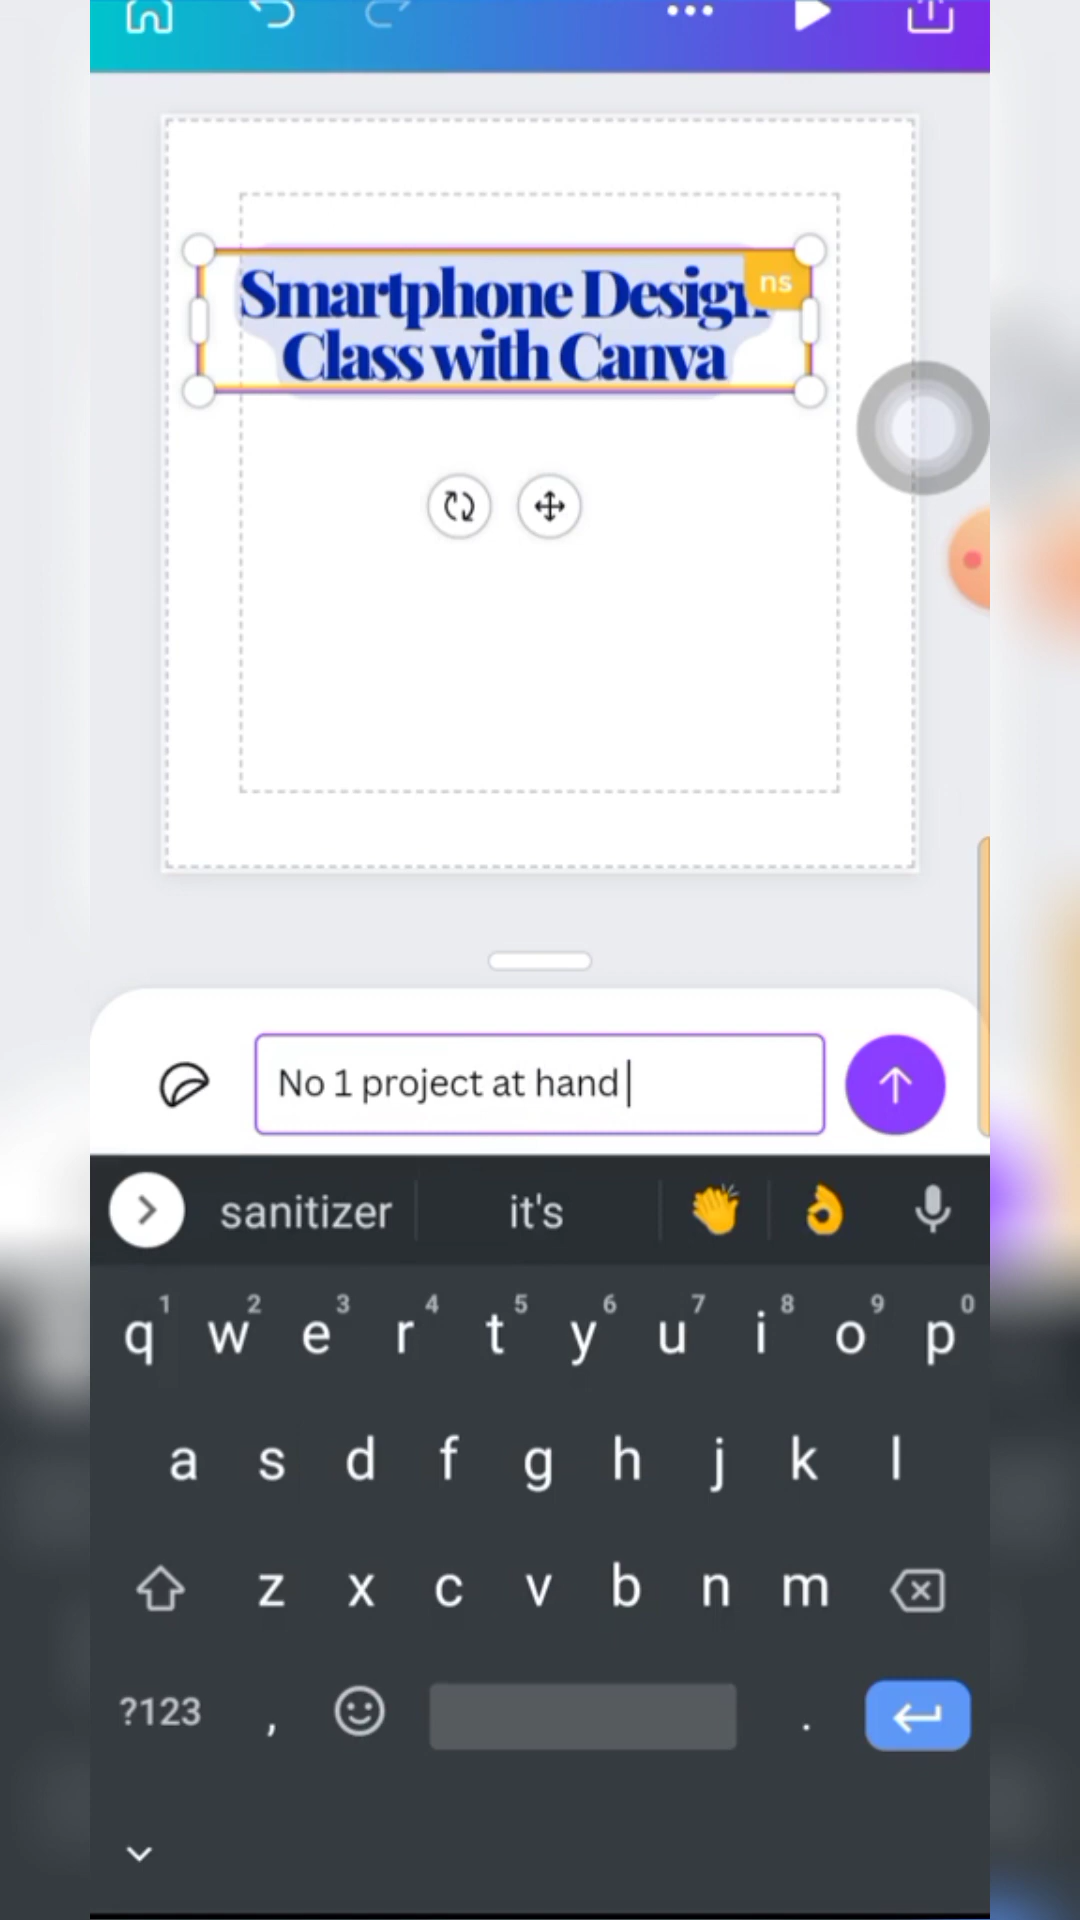 Smartphone Design
ns
Class with Canva
No 1 project at hand
sanitizer it's
1 2 3 4 5 6 7 8 9 0
q w e r t y u i o p
a s d f g h j k l
z x c v b n m
?123 , .